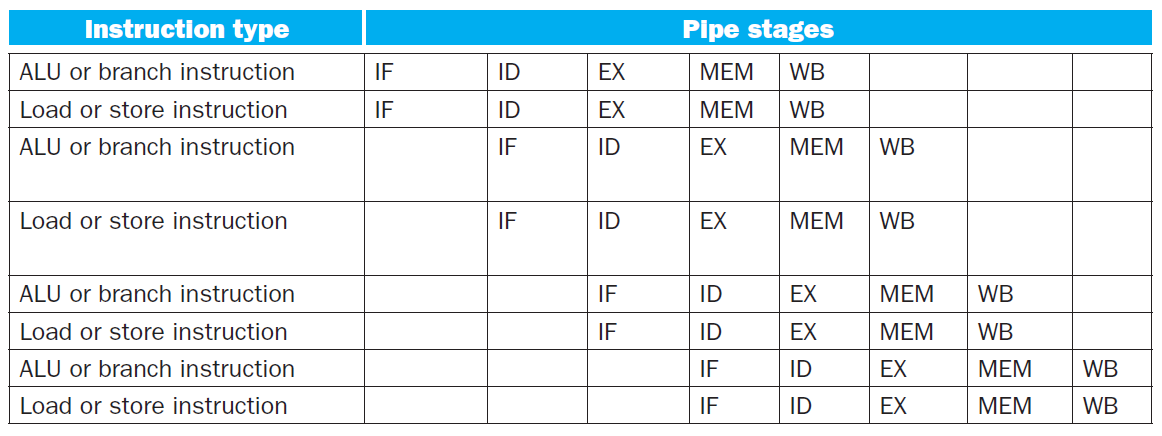 Instruction type Pipe stages
ALU or branch instruction IF ID EX MEM WB
Load or store instruction IF ID EX MEM WB
ALU or branch instruction IF ID EX MEM WB
Load or store instruction IF ID EX MEM WB
ALU or branch instruction IF ID EX MEM WB
Load or store instruction IF ID EX MEM WB
ALU or branch instruction IF ID EX MEM WB
Load or store instruction IF ID EX MEM WB